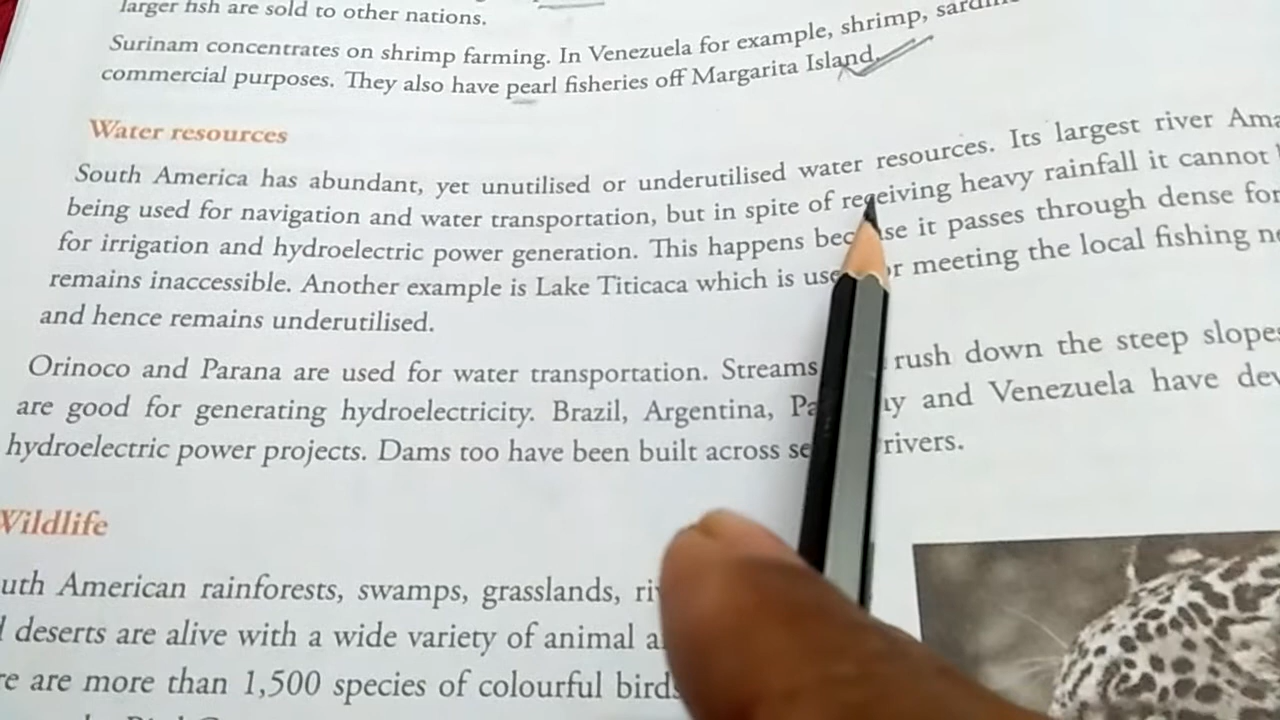 larger fish are sold to other nations.
Surinam concentrates on shrimp farming. In Venezuela for example, shrimp,
commercial purposes. They also have pearl fisheries off Margarita Island.
Water resources
South America has abundant, yet unutilised or underutilised water resources. Its largest river
being used for navigation and water transportation, but in spite of receiving heavy rainfall it cannot
for irrigation and hydroelectric power generation. This happens because it passes through dense
remains inaccessible. Another example is Lake Titicaca which is meeting the local fishing
and hence remains underutilised.
Orinoco and Parana are used for water transportation. Streams rush down the steep
are good for generating hydroelectricity. Brazil, Argentina, and Venezuela have
hydroelectric power projects. Dams too have been built across rivers.
Wildlife
American rainforests, swamps, grasslands,
deserts are alive with a wide variety of animal
are more than 1,500 species of colourful